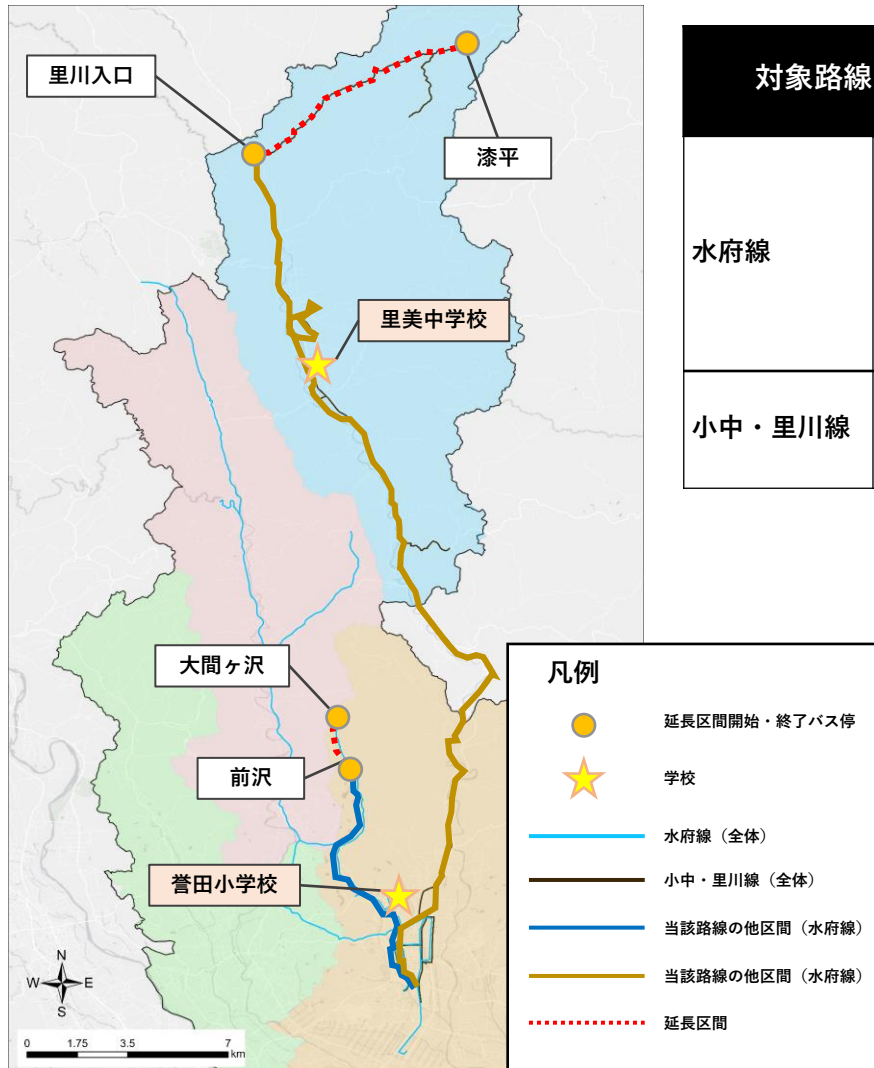 里川入口
漆平
里美中学校
大間ヶ沢
前沢
誉田小学校
N
W
E
S
0 1.75 3.5 7
km
対象路線
水府線
小中・里川線
凡例
延長区間開始・終了バス停
学校
水府線（全体）
小中・里川線（全体）
当該路線の他区間（水府線）
当該路線の他区間（水府線）
延長区間